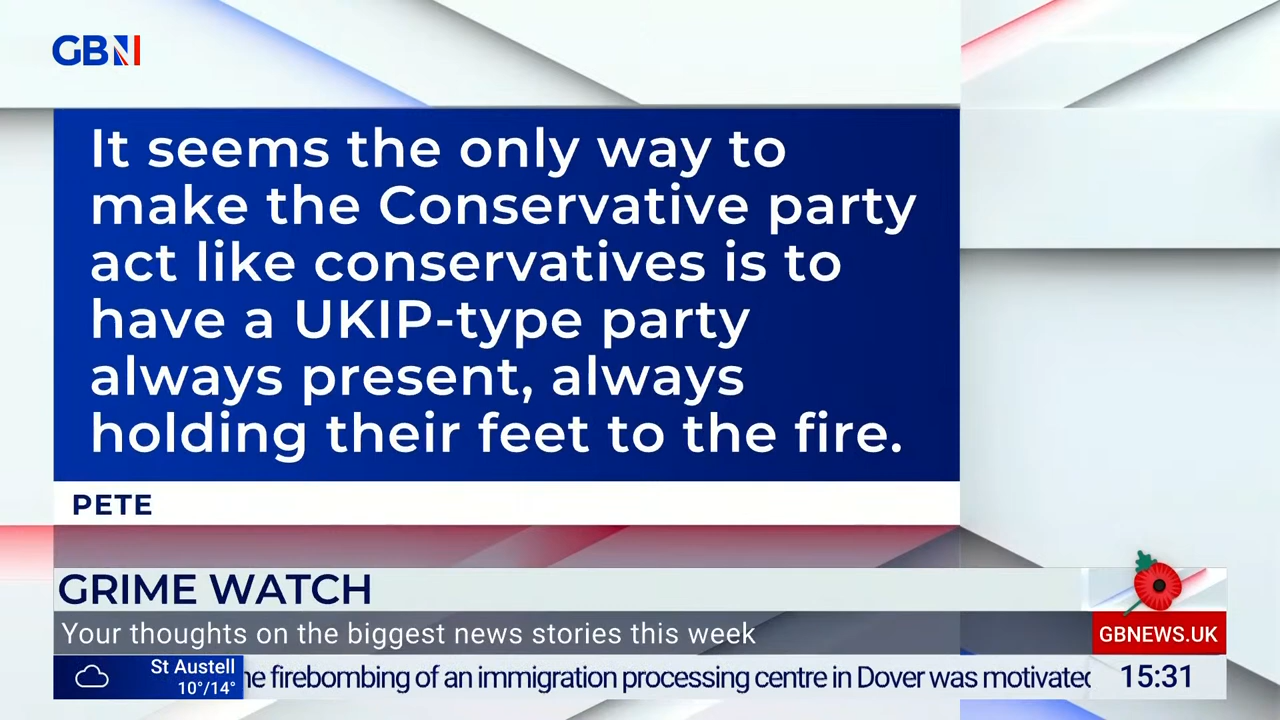 GBN
It seems the only way to
make the Conservative party
act like conservatives is to
have a UKIP-type party
always present, always
holding their feet to the fire.
PETE
GRIME WATCH
Your thoughts on the biggest news stories this week
GBNEWS.UK
St Austell
10°/14°
firebombing of an immigration processing centre in Dover was motivated
15:31